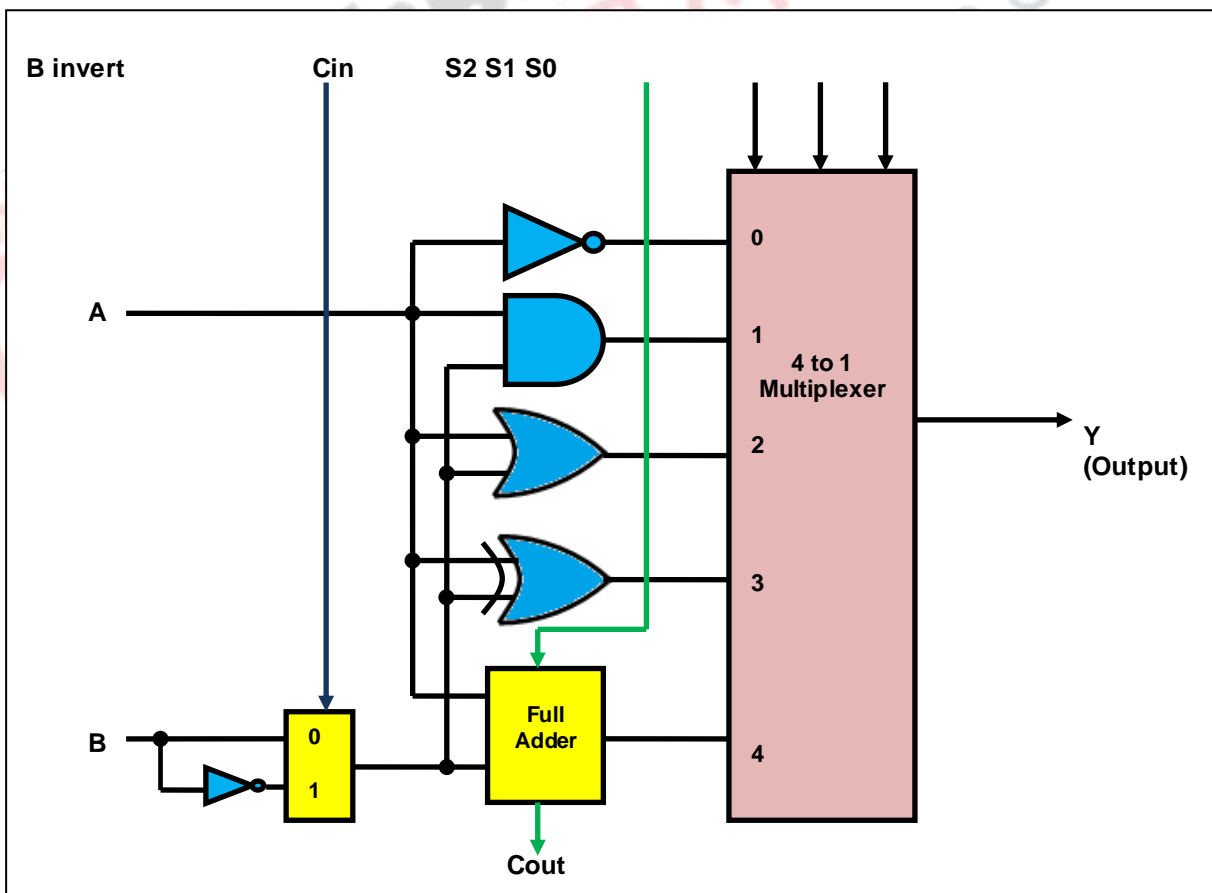 B invert Cin S2 S1 S0
0
A
1
4 to 1
Multiplexer
2
Y
(Output)
3
Full
Adder
B
0
4
1
Cout